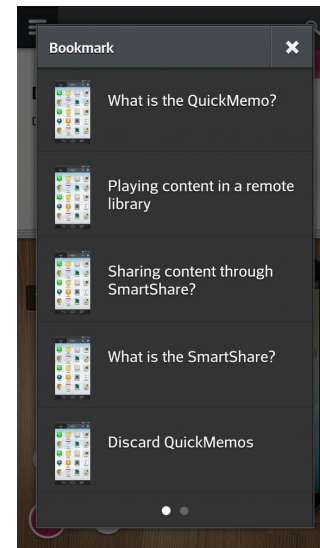 Bookmark
What is the QuickMemo?
Playing content in a remote
library
Sharing content through
SmartShare?
What is the SmartShare?
Discard QuickMemos